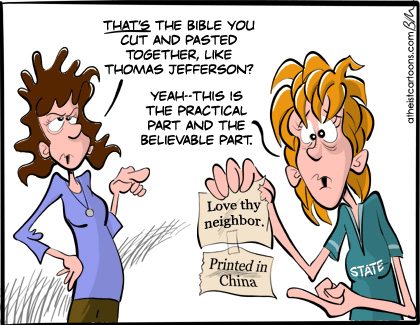 THAT'S THE BIBLE YOU
CUT AND PASTED
TOGETHER, LIKE
THOMAS JEFFERSON?
YEAH--THIS IS
THE PRACTICAL
PART AND THE
BELIEVABLE PART.
Love thy
neighbor.
Printed in
China
STATE
atheistcartoons.com